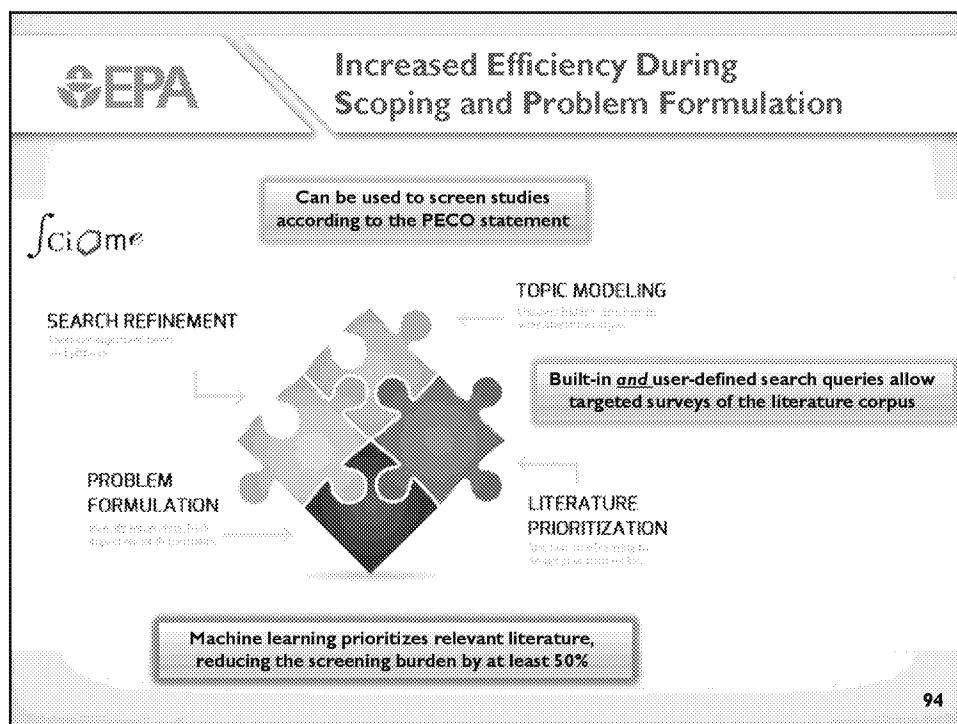 EPA
Increased Efficiency During
Scoping and Problem Formulation
Can be used to screen studies
according to the PECO statement
Sciome
TOPIC MODELING
SEARCH REFINEMENT
Built-in and user-defined search queries allow
targeted surveys of the literature corpus
PROBLEM
FORMULATION
LITERATURE
PRIORITIZATION
Machine learning prioritizes relevant literature,
reducing the screening burden by at least 50%
94